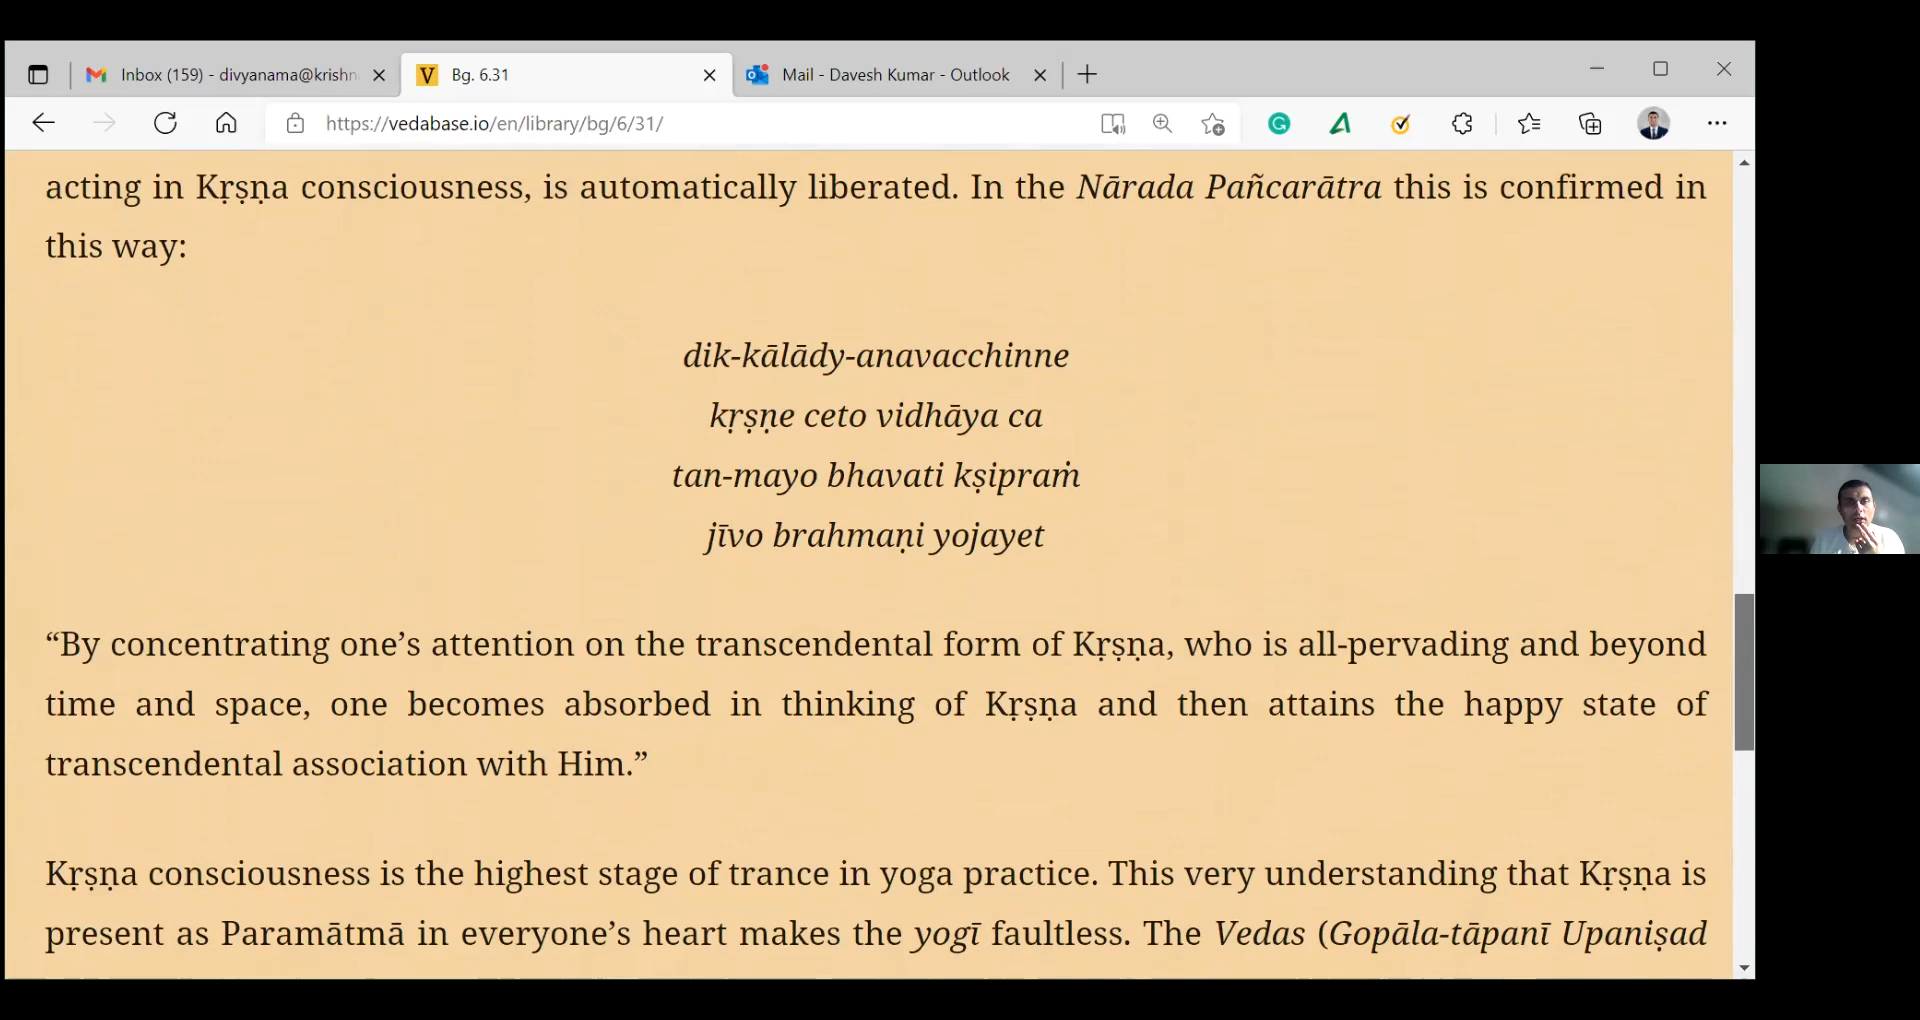 Inbox (159) - divyanama@krishn
Bg. 6.31
Mail - Davesh Kumar - Outlook
https://vedabase.io/en/library/bg/6/31/
acting in Kṛṣṇa consciousness, is automatically liberated. In the Nārada Pañcarātra this is confirmed in
this way:
dik-kālādy-anavacchinne
kṛṣṇe ceto vidhāya ca
tan-mayo bhavati kṣipraṁ
jīvo brahmaṇi yojayet
“By concentrating one’s attention on the transcendental form of Kṛṣṇa, who is all-pervading and beyond
time and space, one becomes absorbed in thinking of Kṛṣṇa and then attains the happy state of
transcendental association with Him.”
Kṛṣṇa consciousness is the highest stage of trance in yoga practice. This very understanding that Kṛṣṇa is
present as Paramātmā in everyone’s heart makes the yogī faultless. The Vedas (Gopāla-tāpanī Upaniṣad